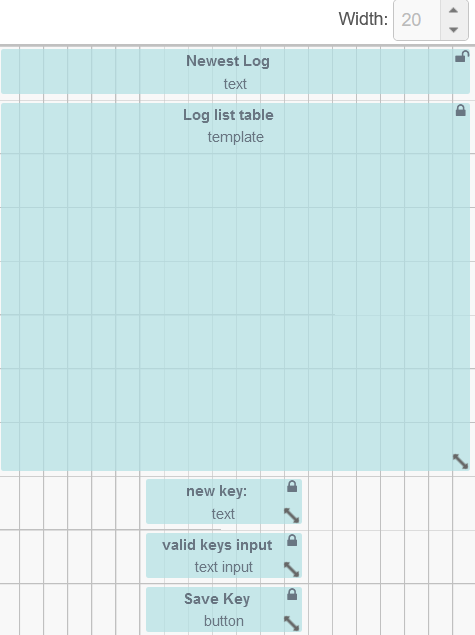 Width: 20
Newest Log
text
Log list table
template
new key:
text
valid keys input
text input
Save Key
button